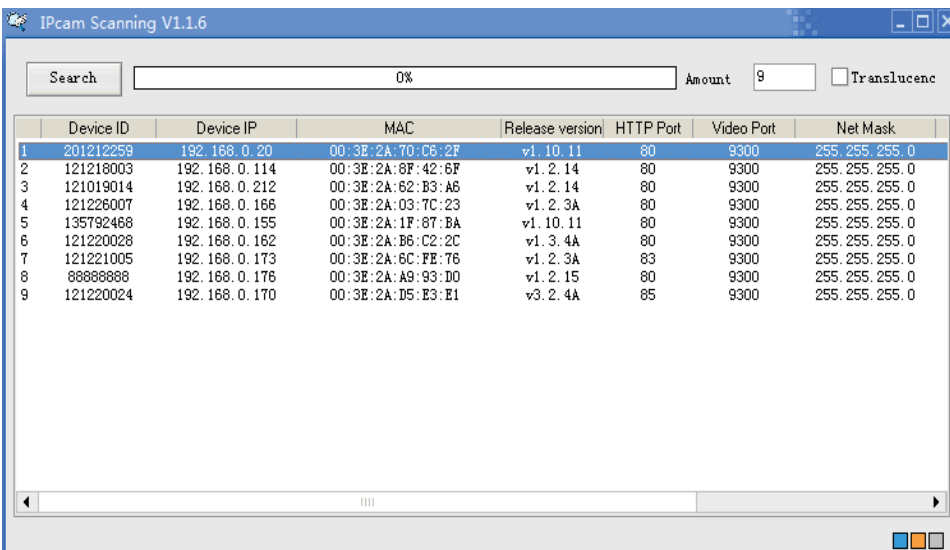 IPcam Scanning V1.1.6
Search 0% Amount 9 Translucenc
Device ID Device IP MAC Release version HTTP Port Video Port Net Mask
1 201212259 192.168.0.20 00:3E:2A:70:C6:2F v1.10.11 80 9300 255.255.255.0
2 121218003 192.168.0.114 00:3E:2A:8F:42:6F v1.2.14 80 9300 255.255.255.0
3 121019014 192.168.0.212 00:3E:2A:62:B3:A6 v1.2.14 80 9300 255.255.255.0
4 121226007 192.168.0.166 00:3E:2A:03:7C:23 v1.2.3A 80 9300 255.255.255.0
5 135792468 192.168.0.155 00:3E:2A:1F:87:BA v1.10.11 80 9300 255.255.255.0
6 121220028 192.168.0.162 00:3E:2A:B6:C2:2C v1.3.4A 80 9300 255.255.255.0
7 121221005 192.168.0.173 00:3E:2A:6C:FE:76 v1.2.3A 83 9300 255.255.255.0
8 88888888 192.168.0.176 00:3E:2A:A9:93:D0 v1.2.15 80 9300 255.255.255.0
9 121220024 192.168.0.170 00:3E:2A:D5:E3:E1 v3.2.4A 85 9300 255.255.255.0